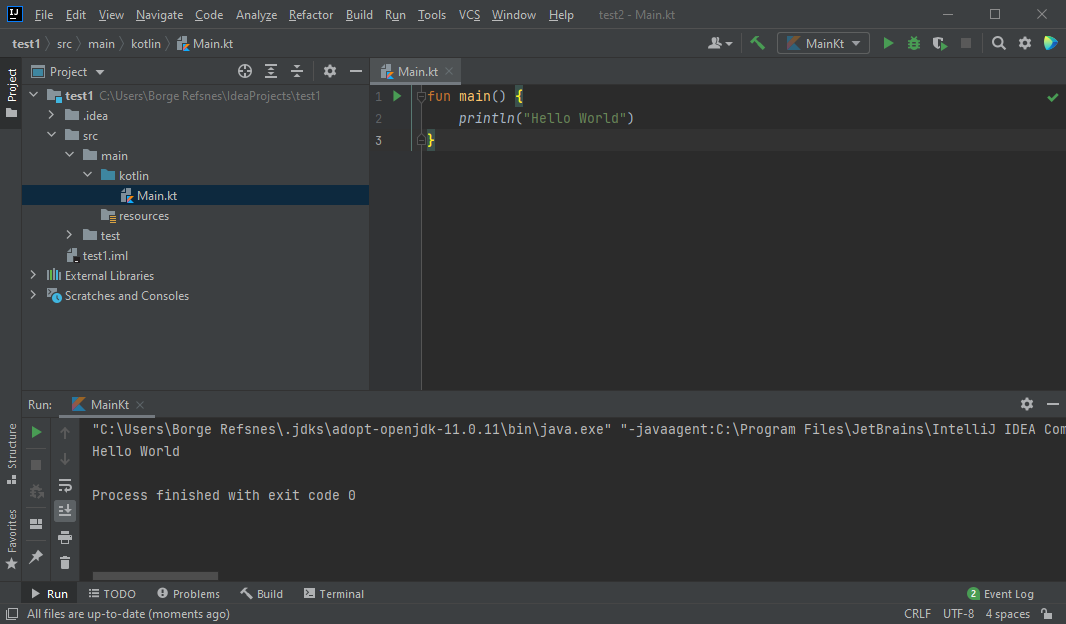 IJ File Edit View Navigate Code Analyze Refactor Build Run Tools VCS Window Help test2 - Main.kt
test1 src main kotlin Main.kt MainKt
Project Project Main.kt
test1 C:\Users\Borge Refsnes\IdeaProjects\test1
.idea
src
main
kotlin
Main.kt
resources
test
test1.iml
External Libraries
Scratches and Consoles
1 fun main() {
2 println("Hello World")
3 }
Run: MainKt
"C:\Users\Borge Refsnes\.jdks\adopt-openjdk-11.0.11\bin\java.exe" "-javaagent:C:\Program Files\JetBrains\IntelliJ IDEA Com
Hello World
Process finished with exit code 0
Structure
Favorites
Run TODO Problems Build Terminal 2 Event Log
All files are up-to-date (moments ago) CRLF UTF-8 4 spaces